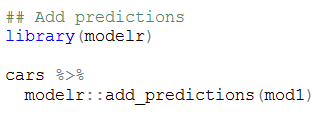 ## Add predictions
library(modelr)
cars %>%
modelr::add_predictions(mod1)